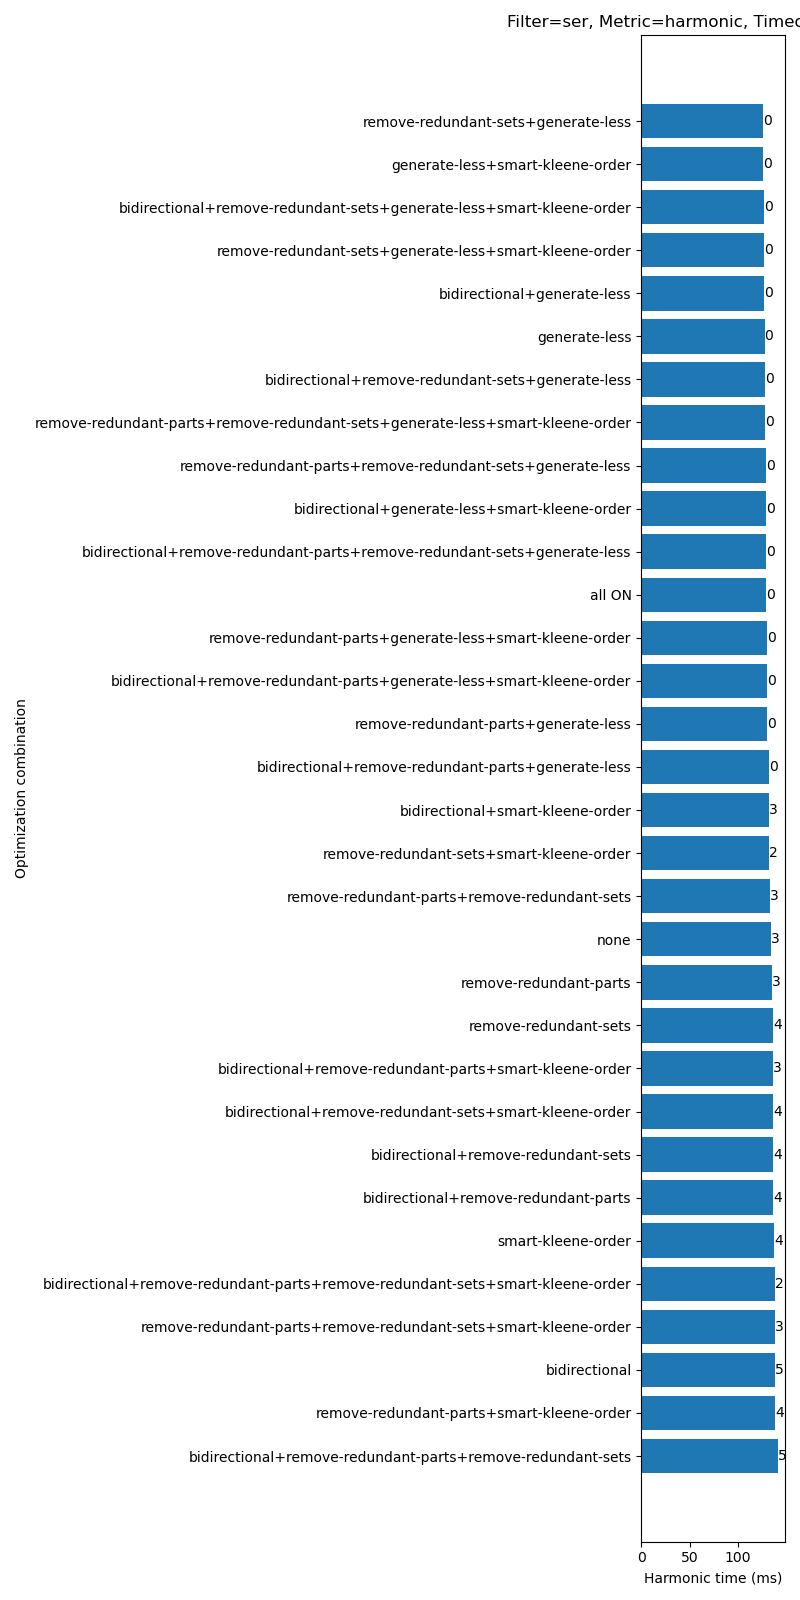 Filter=ser, Metric=harmonic, Timeo
remove-redundant-sets+generate-less 0
generate-less+smart-kleene-order 0
bidirectional+remove-redundant-sets+generate-less+smart-kleene-order 0
remove-redundant-sets+generate-less+smart-kleene-order 0
bidirectional+generate-less 0
generate-less 0
bidirectional+remove-redundant-sets+generate-less 0
remove-redundant-parts+remove-redundant-sets+generate-less+smart-kleene-order 0
remove-redundant-parts+remove-redundant-sets+generate-less 0
bidirectional+generate-less+smart-kleene-order 0
bidirectional+remove-redundant-parts+remove-redundant-sets+generate-less 0
all ON 0
remove-redundant-parts+generate-less+smart-kleene-order 0
bidirectional+remove-redundant-parts+generate-less+smart-kleene-order 0
remove-redundant-parts+generate-less 0
bidirectional+remove-redundant-parts+generate-less 0
bidirectional+smart-kleene-order 3
remove-redundant-sets+smart-kleene-order 2
remove-redundant-parts+remove-redundant-sets 3
none 3
remove-redundant-parts 3
remove-redundant-sets 4
bidirectional+remove-redundant-parts+smart-kleene-order 3
bidirectional+remove-redundant-sets+smart-kleene-order 4
bidirectional+remove-redundant-sets 4
bidirectional+remove-redundant-parts 4
smart-kleene-order 4
bidirectional+remove-redundant-parts+remove-redundant-sets+smart-kleene-order 2
remove-redundant-parts+remove-redundant-sets+smart-kleene-order 3
bidirectional 5
remove-redundant-parts+smart-kleene-order 4
bidirectional+remove-redundant-parts+remove-redundant-sets 5
Optimization combination
0 50 100
Harmonic time (ms)